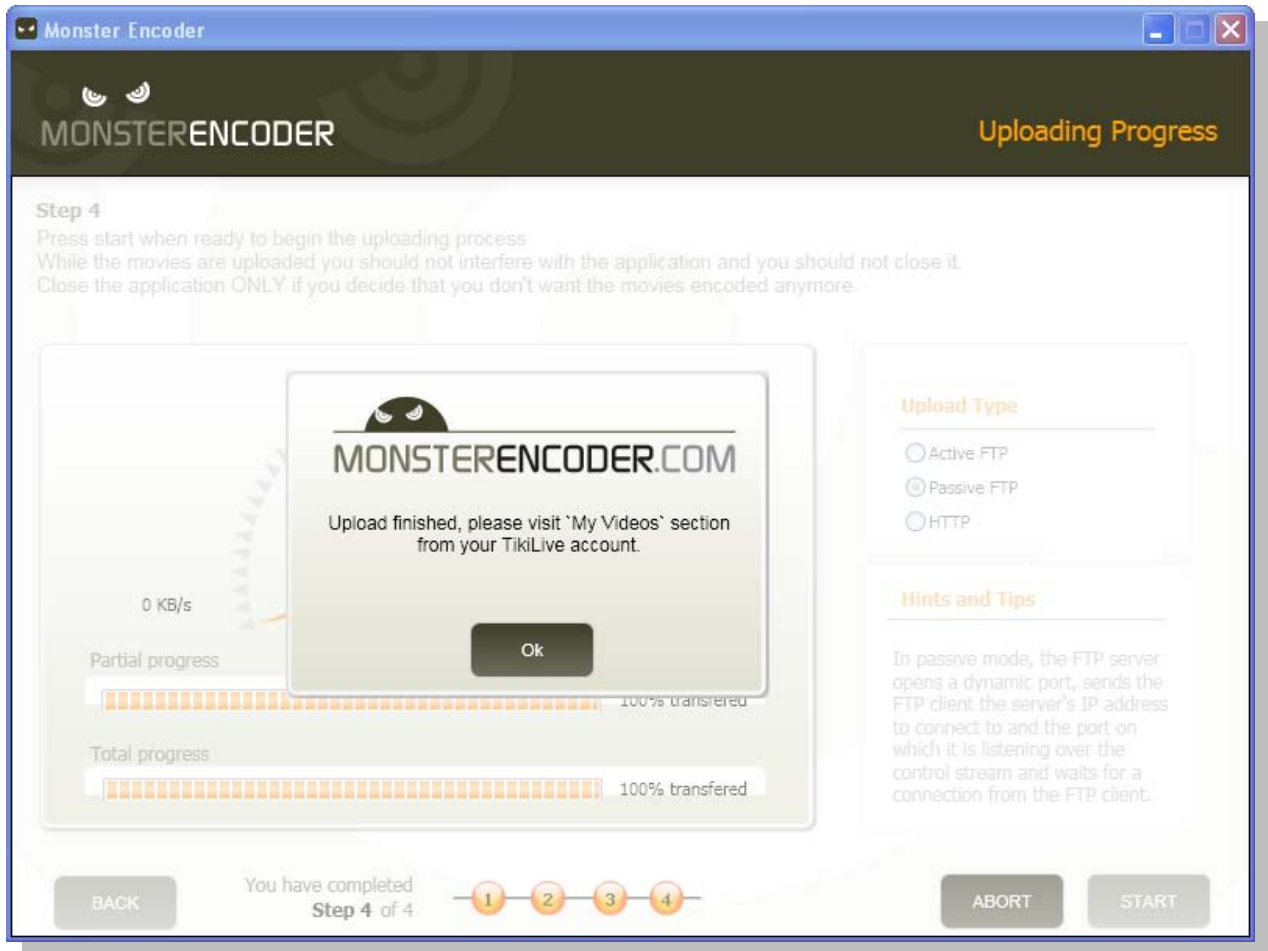 Monster Encoder
MONSTERENCODER
Uploading Progress
Step 4
Press start when ready to begin the uploading process
While the movies are uploaded you should not interfere with the application and you should not close it.
Close the application ONLY if you decide that you don't want the movies encoded anymore.
MONSTERENCODER.COM
Upload finished, please visit `My Videos` section
from your TikiLive account.
Ok
0 KB/s
Partial progress
100% transfered
Total progress
100% transfered
Upload Type
Active FTP
Passive FTP
HTTP
Hints and Tips
In passive mode, the FTP server
opens a dynamic port, sends the
FTP client the server's IP address
to connect to and the port on
which it is listening over the
control stream and waits for a
connection from the FTP client.
BACK
You have completed
Step 4 of 4
1 2 3 4
ABORT
START